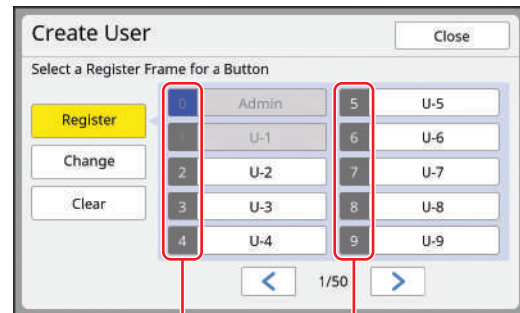 Create User
Close
Select a Register Frame for a Button
Register
Change
Clear
0 Admin
1 U-1
2 U-2
3 U-3
4 U-4
5 U-5
6 U-6
7 U-7
8 U-8
9 U-9
1/50